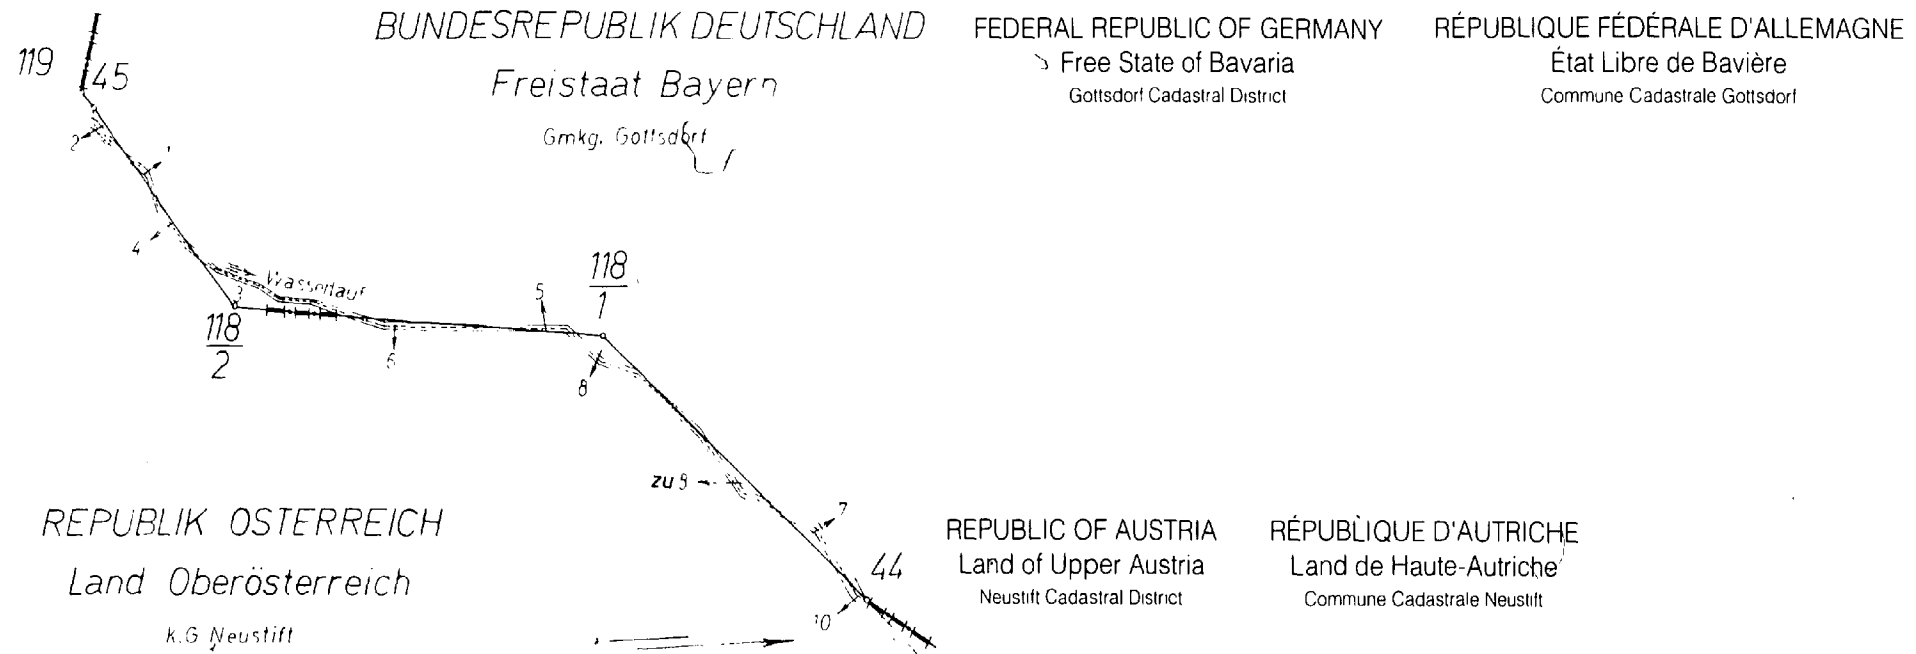 BUNDESREPUBLIK DEUTSCHLAND
Freistaat Bayern
Gmkg. Gottsdorf
FEDERAL REPUBLIC OF GERMANY
Free State of Bavaria
Gottsdorf Cadastral District
RÉPUBLIQUE FÉDÉRALE D'ALLEMAGNE
État Libre de Bavière
Commune Cadastrale Gottsdorf
119
45
2
1
4
Wasserlauf
3
118
2
6
5
118
1
8
zu 9
7
44
10
REPUBLIK OSTERREICH
Land Oberösterreich
K.G Neustift
REPUBLIC OF AUSTRIA
Land of Upper Austria
Neustift Cadastral District
RÉPUBLIQUE D'AUTRICHE
Land de Haute-Autriche
Commune Cadastrale Neustift